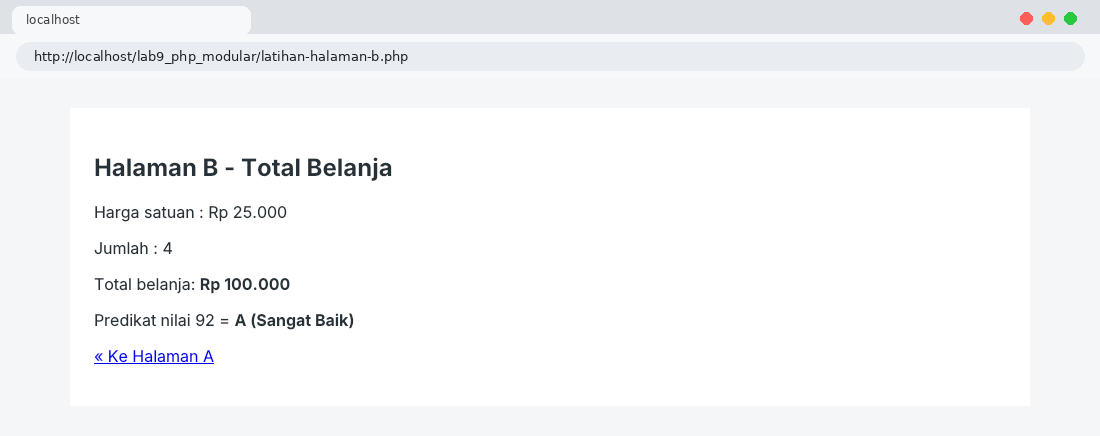 localhost
http://localhost/lab9_php_modular/latihan-halaman-b.php
Halaman B - Total Belanja
Harga satuan : Rp 25.000
Jumlah : 4
Total belanja: Rp 100.000
Predikat nilai 92 = A (Sangat Baik)
« Ke Halaman A